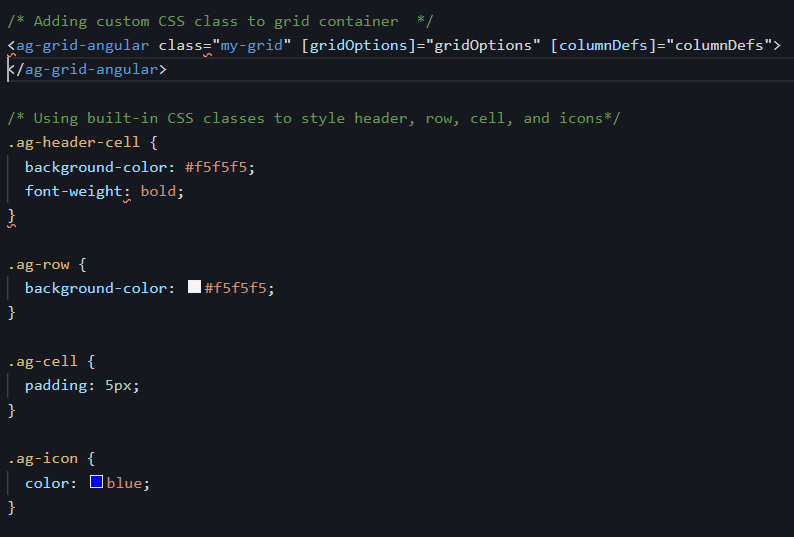 /* Adding custom CSS class to grid container  */
<ag-grid-angular class="my-grid" [gridOptions]="gridOptions" [columnDefs]="columnDefs">
</ag-grid-angular>
/* Using built-in CSS classes to style header, row, cell, and icons*/
.ag-header-cell {
  background-color: #f5f5f5;
  font-weight: bold;
}
.ag-row {
  background-color: #f5f5f5;
}
.ag-cell {
  padding: 5px;
}
.ag-icon {
  color: blue;
}